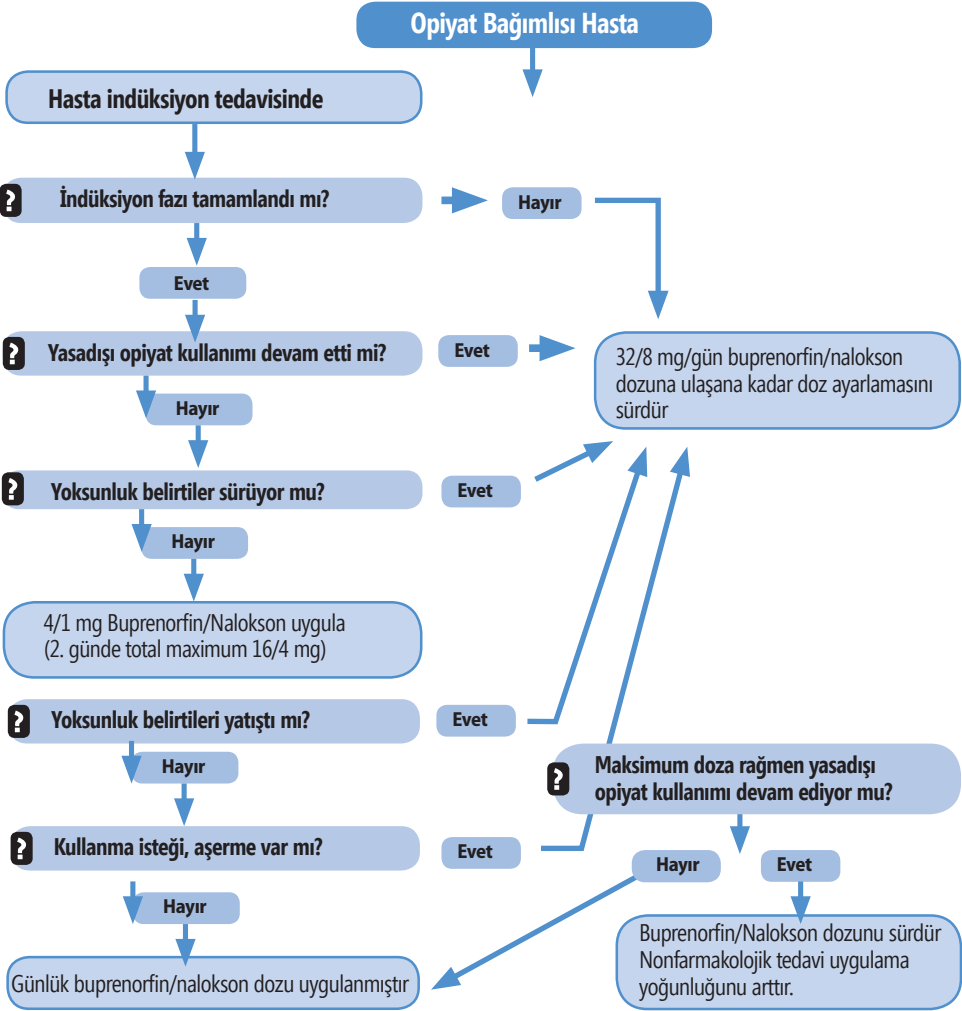 Opiyat Bağımlısı Hasta
Hasta indüksiyon tedavisinde
? İndüksiyon fazı tamamlandı mı?
Hayır
Evet
? Yasadışı opiyat kullanımı devam etti mi?
Evet
32/8 mg/gün buprenorfin/nalokson
dozuna ulaşana kadar doz ayarlamasını
sürdür
Hayır
? Yoksunluk belirtiler sürüyor mu?
Evet
Hayır
4/1 mg Buprenorfin/Nalokson uygula
(2. günde total maximum 16/4 mg)
? Yoksunluk belirtileri yatıştı mı?
Evet
Hayır
? Maksimum doza rağmen yasadışı
opiyat kullanımı devam ediyor mu?
? Kullanma isteği, aşerme var mı?
Evet
Hayır
Evet
Hayır
Buprenorfin/Nalokson dozunu sürdür
Nonfarmakolojik tedavi uygulama
yoğunluğunu arttır.
Günlük buprenorfin/nalokson dozu uygulanmıştır